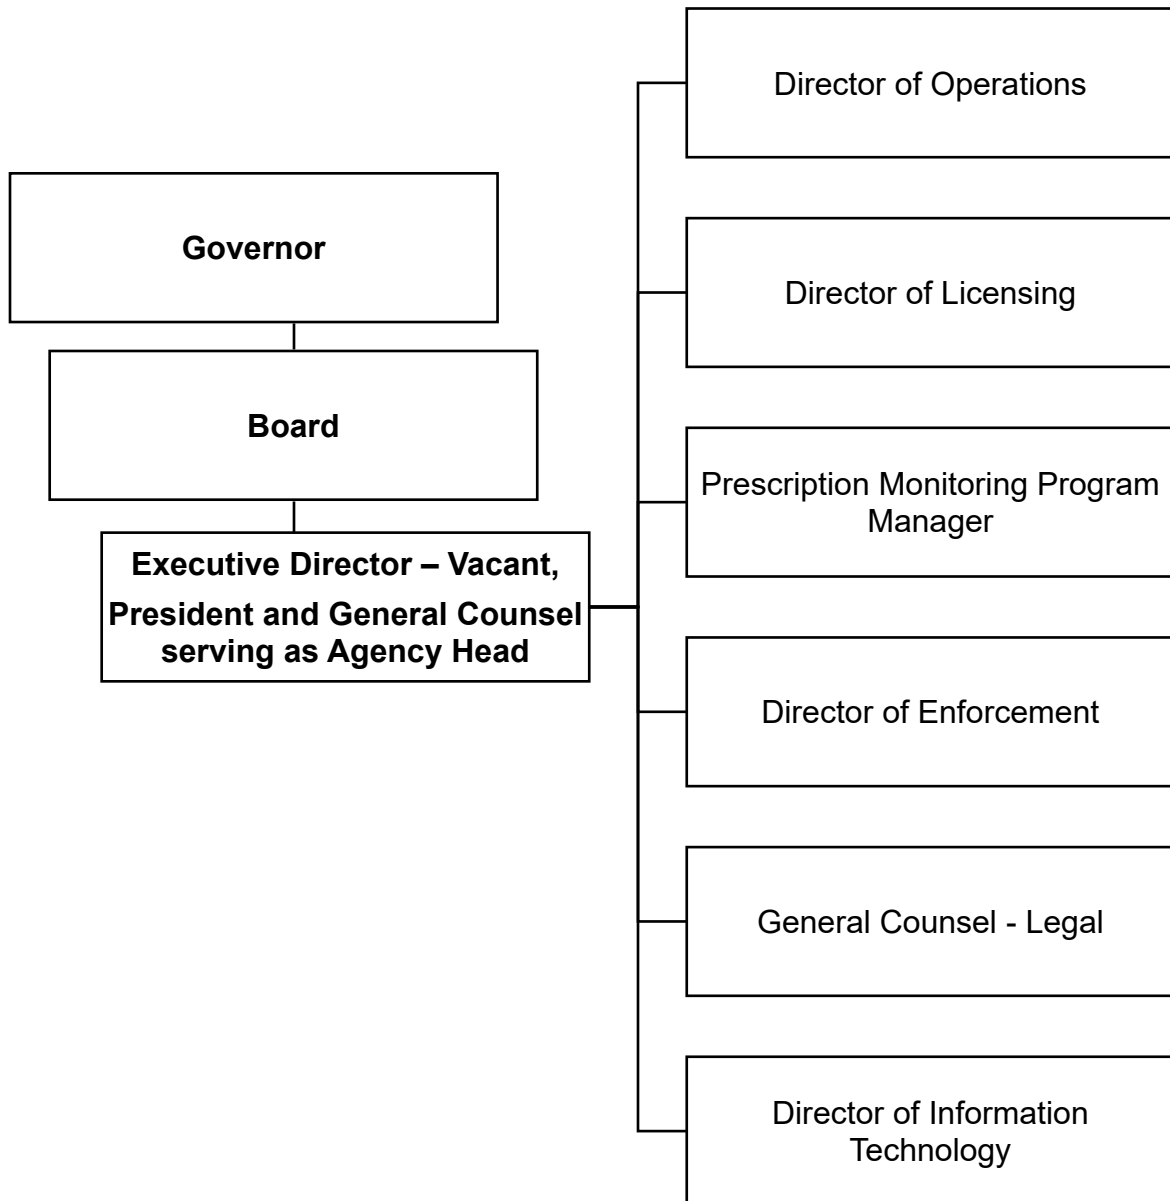 Governor
Board
Executive Director – Vacant,
President and General Counsel
serving as Agency Head
Director of Operations
Director of Licensing
Prescription Monitoring Program
Manager
Director of Enforcement
General Counsel - Legal
Director of Information
Technology